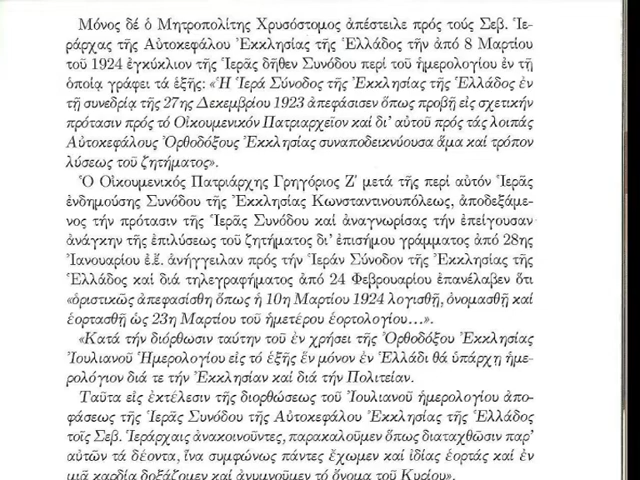 Μόνος δέ ὁ Μητροπολίτης Χρυσόστομος ἀπέστειλε πρός τούς Σεβ. Ἱε-
ράρχας τῆς Αὐτοκεφάλου Ἐκκλησίας τῆς Ἑλλάδος τῆν ἀπό 8 Μαρτίου
τοῦ 1924 ἐγκύκλιον τῆς Ἱερᾶς δῆθεν Συνόδου περί τοῦ ἡμερολογίου ἐν τῇ
ὁποίᾳ γράφει τά ἑξῆς: «Ἡ Ἱερά Σύνοδος τῆς Ἐκκλησίας τῆς Ἑλλάδος ἐν
τῇ συνεδρίᾳ τῆς 27ης Δεκεμβρίου 1923 ἀπεφάσισεν ὅπως προβῇ εἰς σχετικήν
πρότασιν πρός τό Οἰκουμενικόν Πατριαρχεῖον καί δι' αὐτοῦ πρός τάς λοιπάς
Αὐτοκεφάλους Ὀρθοδόξους Ἐκκλησίας συναποδεικνύουσα ἅμα καί τρόπον
λύσεως τοῦ ζητήματος».
Ὁ Οἰκουμενικός Πατριάρχης Γρηγόριος Ζ' μετά τῆς περί αὐτόν Ἱερᾶς
ἐνδημούσης Συνόδου τῆς Ἐκκλησίας Κωνσταντινουπόλεως, ἀποδεξάμε-
νος τήν πρότασιν τῆς Ἱερᾶς Συνόδου καί ἀναγνωρίσας τήν ἐπείγουσαν
ἀνάγκην τῆς ἐπιλύσεως τοῦ ζητήματος δι' ἐπισήμου γράμματος ἀπό 28ης
Ἰανουαρίου ἐ.ἔ. ἀνήγγειλαν πρός τήν Ἱεράν Σύνοδον τῆς Ἐκκλησίας τῆς
Ἑλλάδος καί διά τηλεγραφήματος ἀπό 24 Φεβρουαρίου ἐπανέλαβεν ὅτι
«ὁριστικῶς ἀπεφασίσθη ὅπως ἡ 10η Μαρτίου 1924 λογισθῇ, ὀνομασθῇ καί
ἑορτασθῇ ὡς 23η Μαρτίου τοῦ ἡμετέρου ἑορτολογίου...».
«Κατά τήν διόρθωσιν ταύτην τοῦ ἐν χρήσει τῆς Ὀρθοδόξου Ἐκκλησίας
Ἰουλιανοῦ Ἡμερολογίου εἰς τό ἑξῆς ἕν μόνον ἐν Ἑλλάδι θά ὑπάρχῃ ἡμε-
ρολόγιον διά τε τήν Ἐκκλησίαν καί διά τήν Πολιτείαν.
Ταῦτα εἰς ἐκτέλεσιν τῆς διορθώσεως τοῦ Ἰουλιανοῦ ἡμερολογίου ἀπο-
φάσεως τῆς Ἱερᾶς Συνόδου τῆς Αὐτοκεφάλου Ἐκκλησίας τῆς Ἑλλάδος
τοῖς Σεβ. Ἱεράρχαις ἀνακοινοῦντες, παρακαλοῦμεν ὅπως διαταχθῶσιν παρ'
αὐτῶν τά δέοντα, ἵνα συμφώνως πάντες ἔχωμεν καί ἰδίας ἑορτάς καί ἐν
μιᾷ καρδίᾳ δοξάζομεν καί ἀνυμνοῦμεν τό ὄνομα τοῦ Κυρίου».